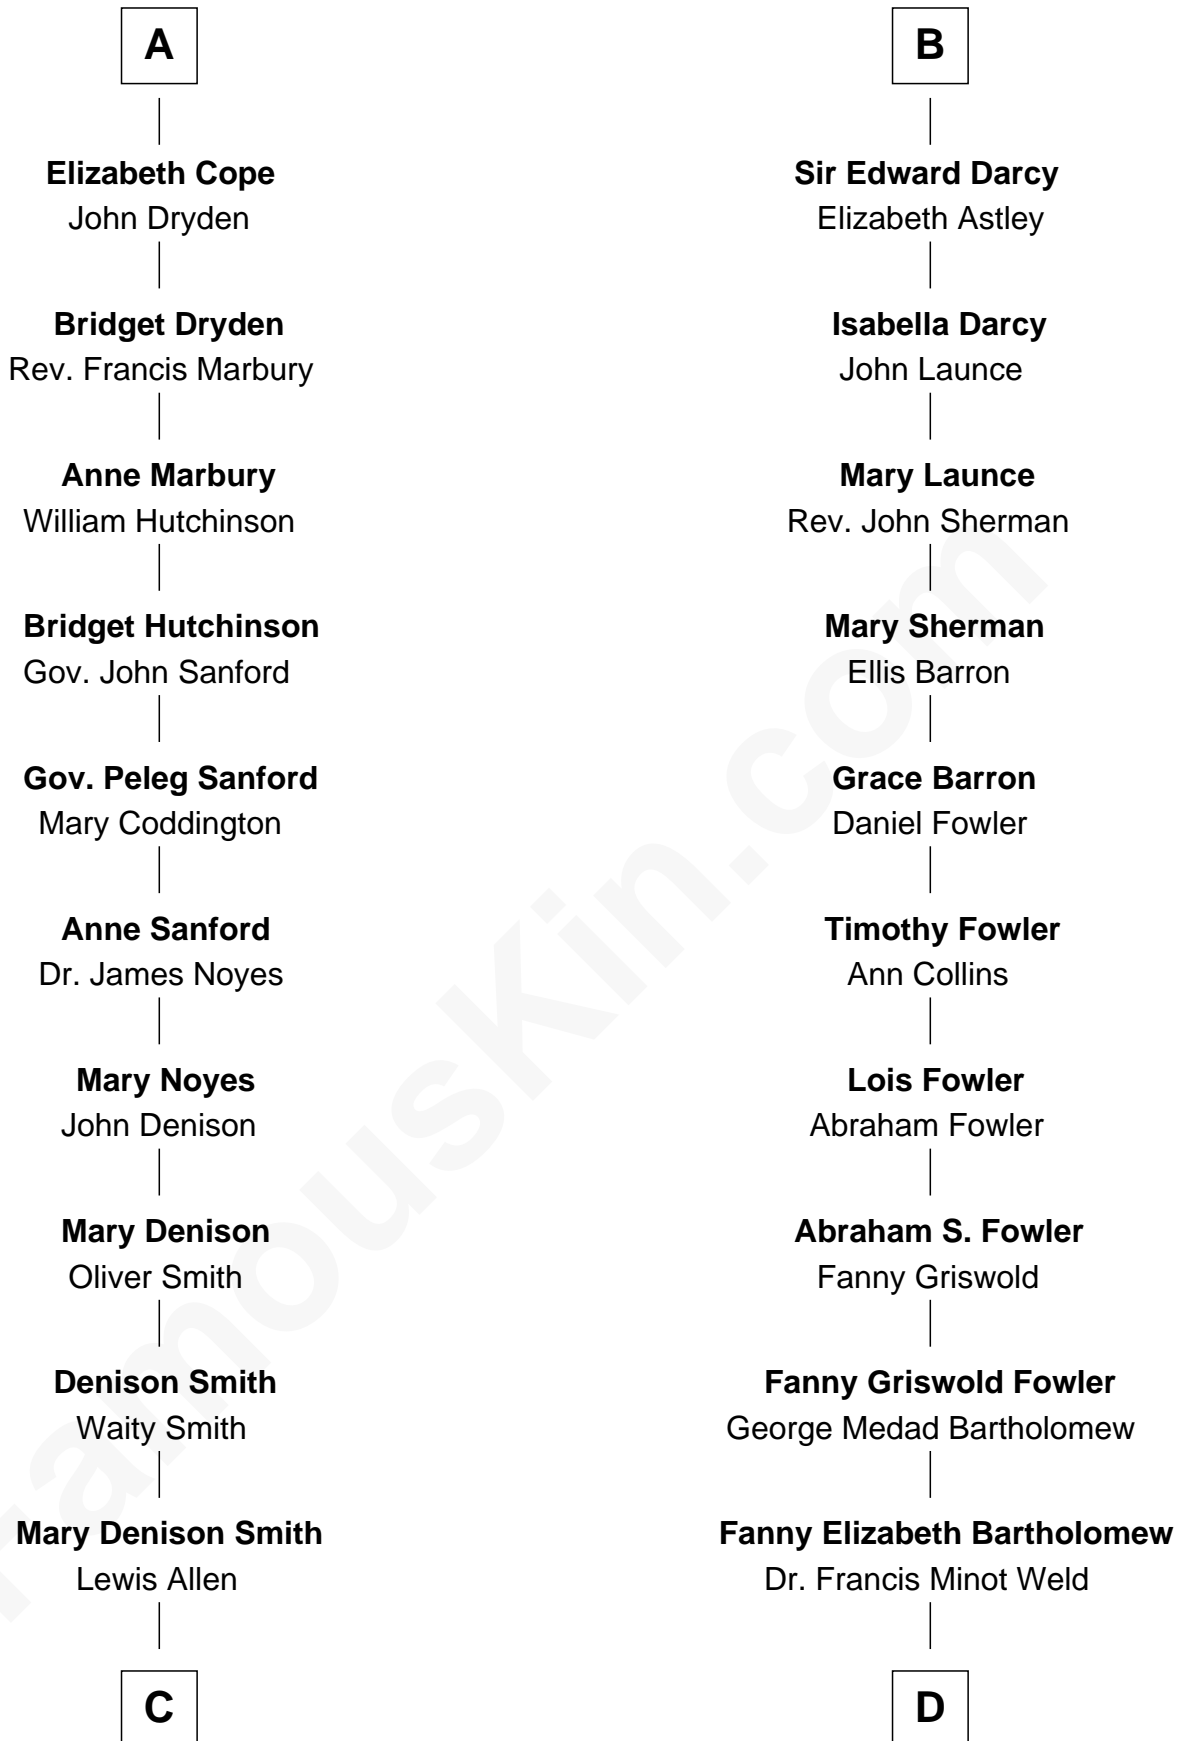 A
Elizabeth Cope
John Dryden
Bridget Dryden
Rev. Francis Marbury
Anne Marbury
William Hutchinson
Bridget Hutchinson
Gov. John Sanford
Gov. Peleg Sanford
Mary Coddington
Anne Sanford
Dr. James Noyes
Mary Noyes
John Denison
Mary Denison
Oliver Smith
Denison Smith
Waity Smith
Mary Denison Smith
Lewis Allen
C
B
Sir Edward Darcy
Elizabeth Astley
Isabella Darcy
John Launce
Mary Launce
Rev. John Sherman
Mary Sherman
Ellis Barron
Grace Barron
Daniel Fowler
Timothy Fowler
Ann Collins
Lois Fowler
Abraham Fowler
Abraham S. Fowler
Fanny Griswold
Fanny Griswold Fowler
George Medad Bartholomew
Fanny Elizabeth Bartholomew
Dr. Francis Minot Weld
D
FamousKin.com